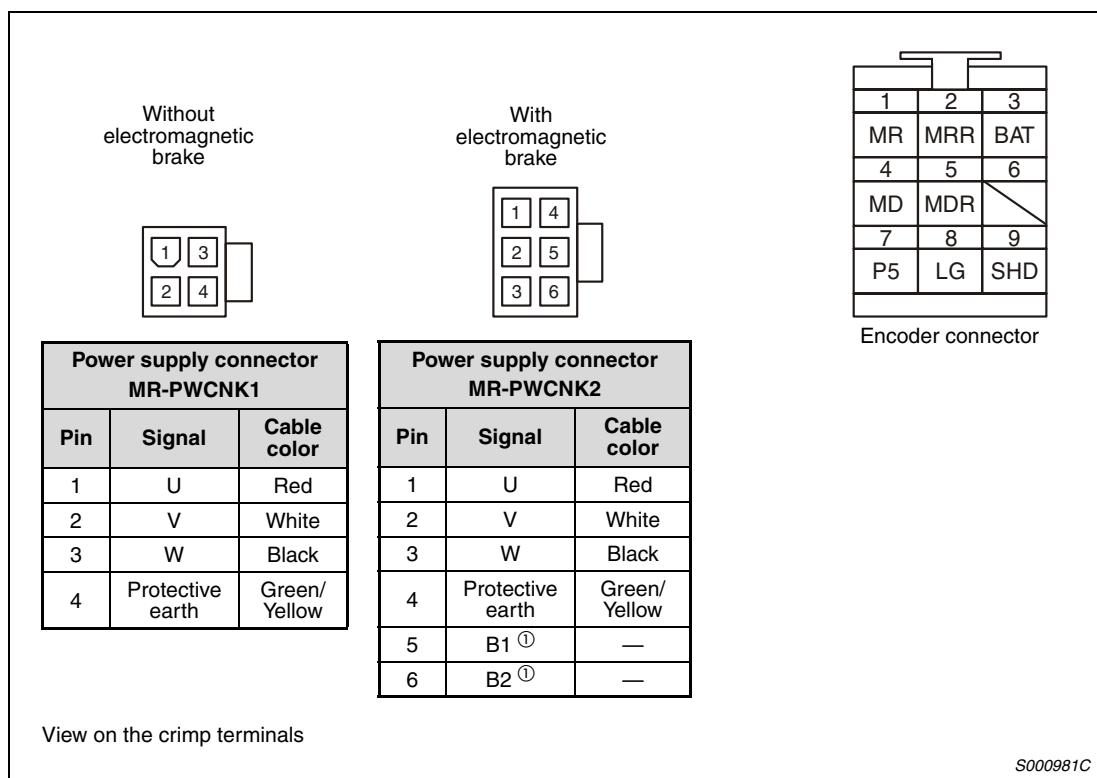 Without
electromagnetic
brake
1 3
2 4
Power supply connector
MR-PWCNK1
Pin Signal Cable color
1 U Red
2 V White
3 W Black
4 Protective earth Green/Yellow
With
electromagnetic
brake
1 4
2 5
3 6
Power supply connector
MR-PWCNK2
Pin Signal Cable color
1 U Red
2 V White
3 W Black
4 Protective earth Green/Yellow
5 B1 ① —
6 B2 ① —
1 2 3
MR MRR BAT
4 5 6
MD MDR
7 8 9
P5 LG SHD
Encoder connector
View on the crimp terminals
S000981C